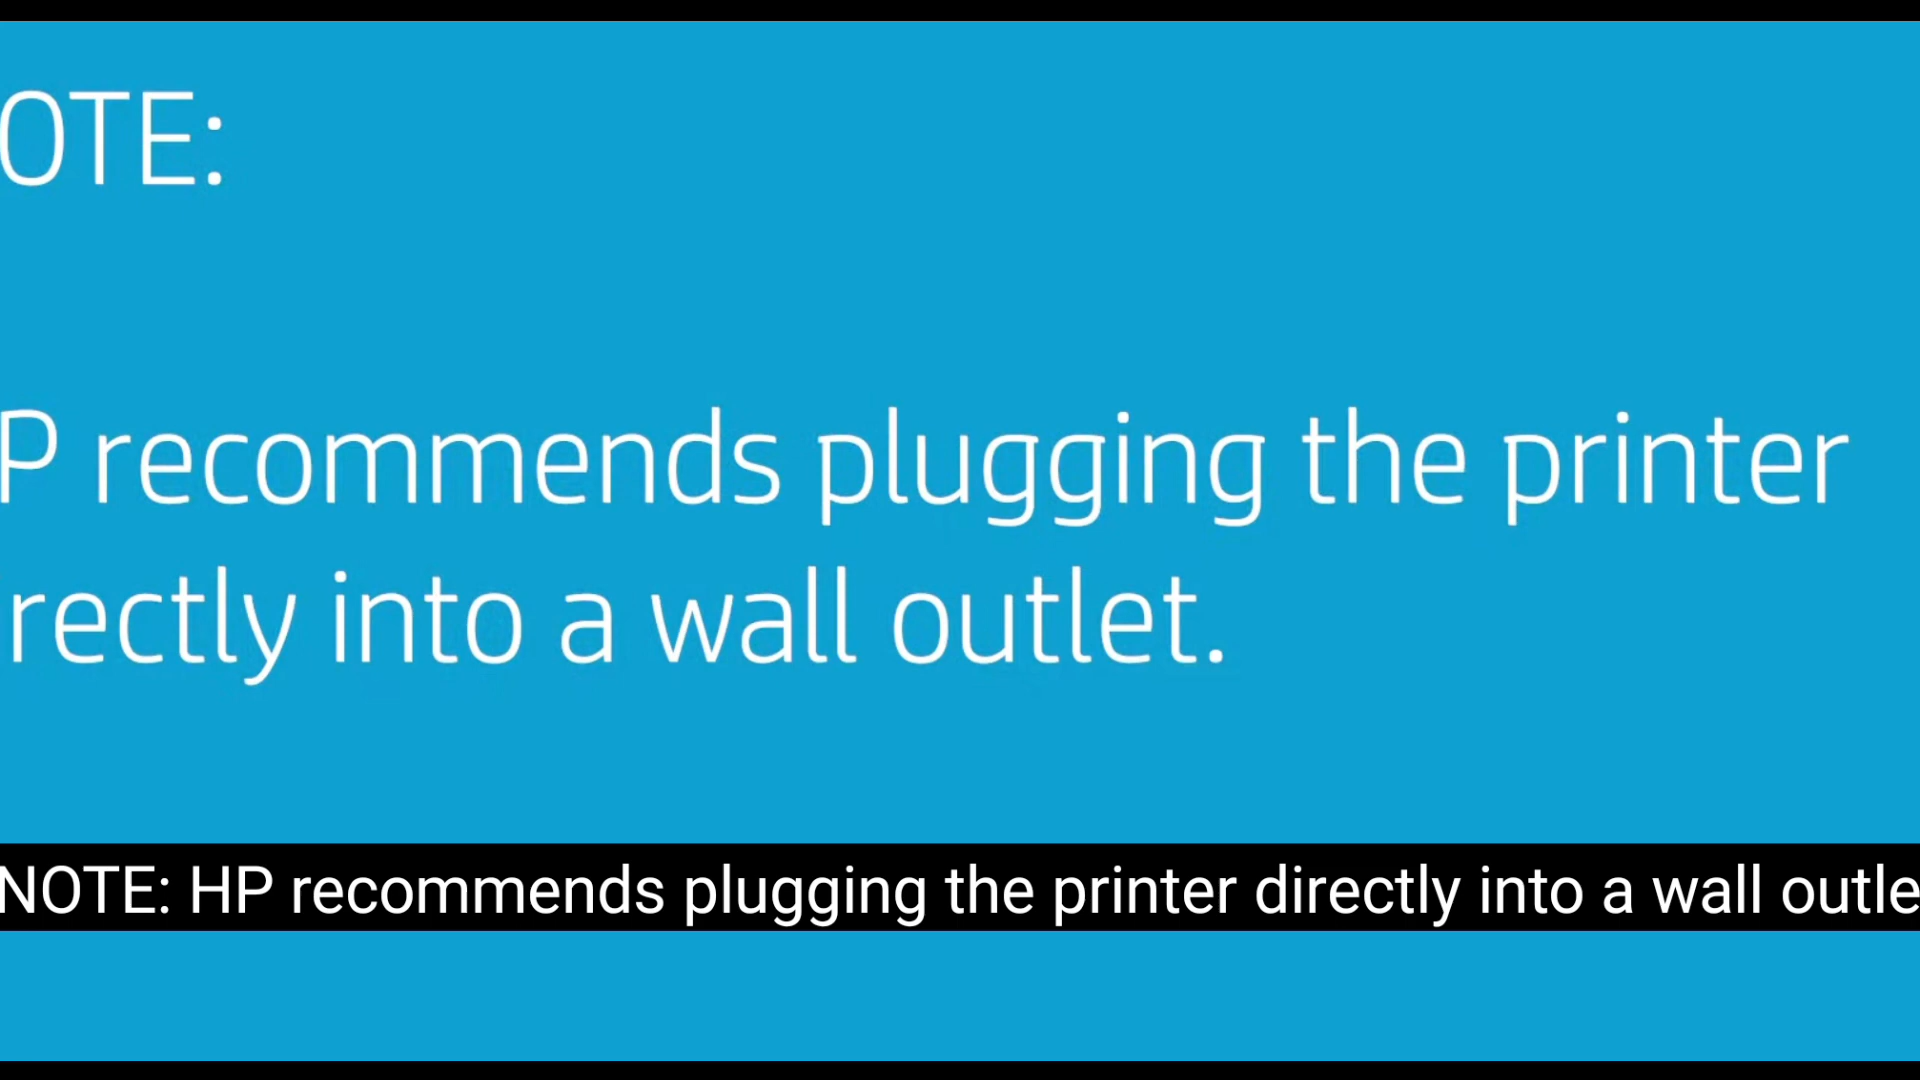 OTE:
P recommends plugging the printer
rectly into a wall outlet.
NOTE: HP recommends plugging the printer directly into a wall outle